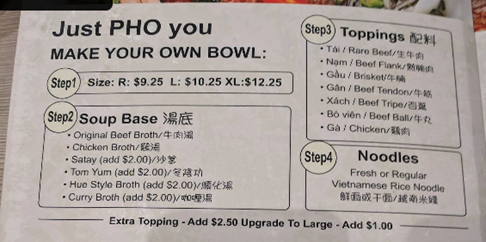 Just PHO you
MAKE YOUR OWN BOWL:
Step1 Size: R: $9.25 L: $10.25 XL:$12.25
Step2 Soup Base 湯底
• Original Beef Broth/牛肉湯
• Chicken Broth/雞湯
• Satay (add $2.00)/沙爹
• Tom Yum (add $2.00)/冬陰功
• Hue Style Broth (add $2.00)/順化湯
• Curry Broth (add $2.00)/咖喱湯
Step3 Toppings 配料
• Tái / Rare Beef/生牛肉
• Nạm / Beef Flank/熟腩肉
• Gầu / Brisket/牛腩
• Gân / Beef Tendon/牛筋
• Xách / Beef Tripe/百葉
• Bò viên / Beef Ball/牛丸
• Gà / Chicken/雞肉
Step4 Noodles
Fresh or Regular
Vietnamese Rice Noodle
鮮面或干面/越南米線
Extra Topping - Add $2.50 Upgrade To Large - Add $1.00